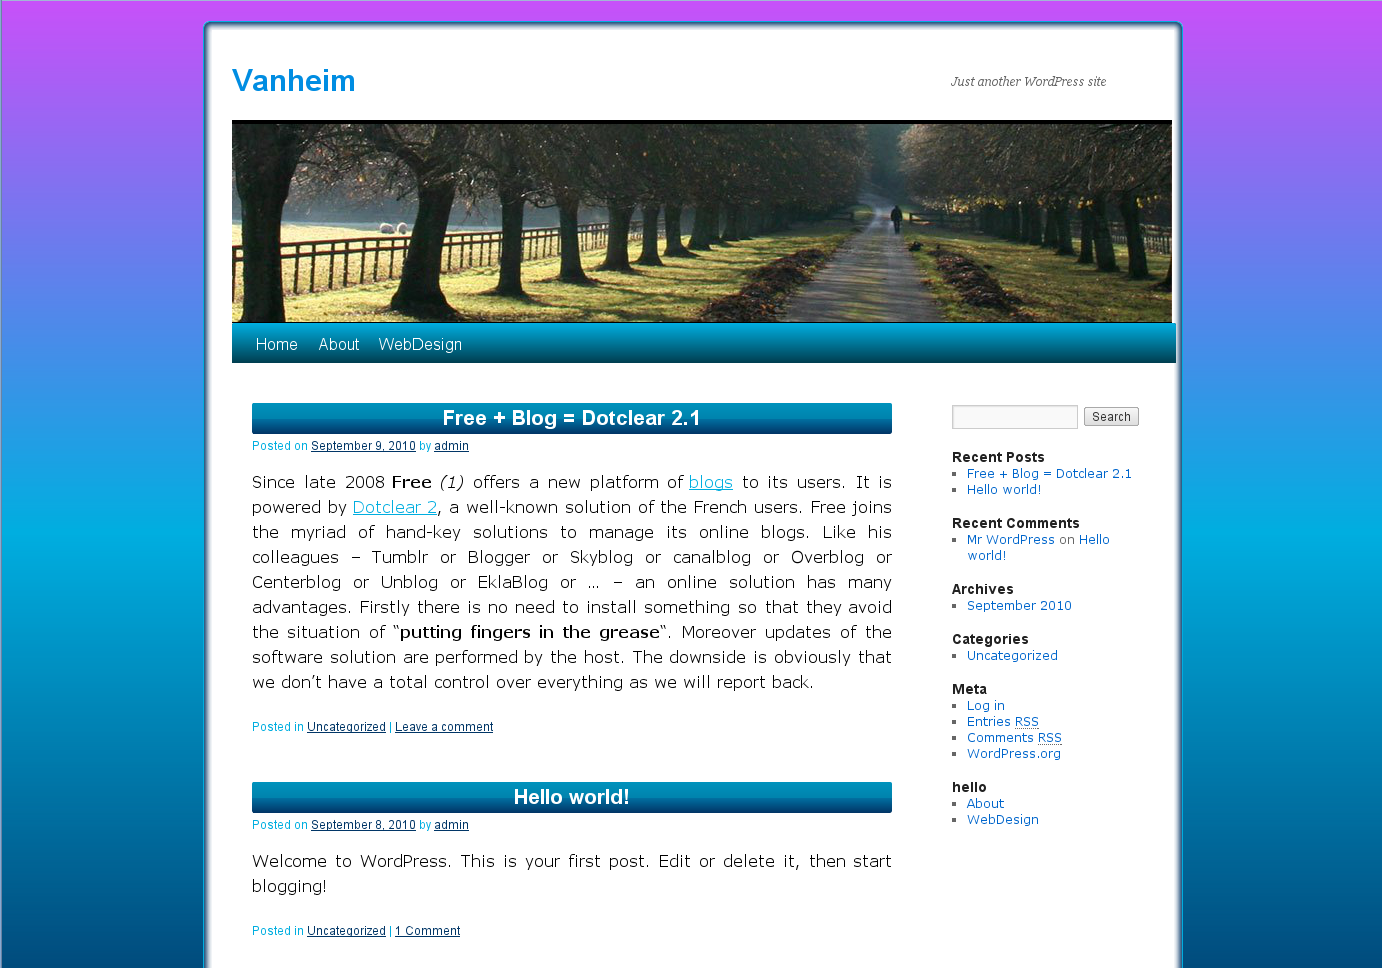 Vanheim
Just another WordPress site
Home About WebDesign
Free + Blog = Dotclear 2.1
Posted on September 9, 2010 by admin
Since late 2008 Free (1) offers a new platform of blogs to its users. It is
powered by Dotclear 2, a well-known solution of the French users. Free joins
the myriad of hand-key solutions to manage its online blogs. Like his
colleagues – Tumblr or Blogger or Skyblog or canalblog or Overblog or
Centerblog or Unblog or EklaBlog or … – an online solution has many
advantages. Firstly there is no need to install something so that they avoid
the situation of “putting fingers in the grease“. Moreover updates of the
software solution are performed by the host. The downside is obviously that
we don’t have a total control over everything as we will report back.
Posted in Uncategorized | Leave a comment
Hello world!
Posted on September 8, 2010 by admin
Welcome to WordPress. This is your first post. Edit or delete it, then start
blogging!
Posted in Uncategorized | 1 Comment
Search
Recent Posts
Free + Blog = Dotclear 2.1
Hello world!
Recent Comments
Mr WordPress on Hello
world!
Archives
September 2010
Categories
Uncategorized
Meta
Log in
Entries RSS
Comments RSS
WordPress.org
hello
About
WebDesign